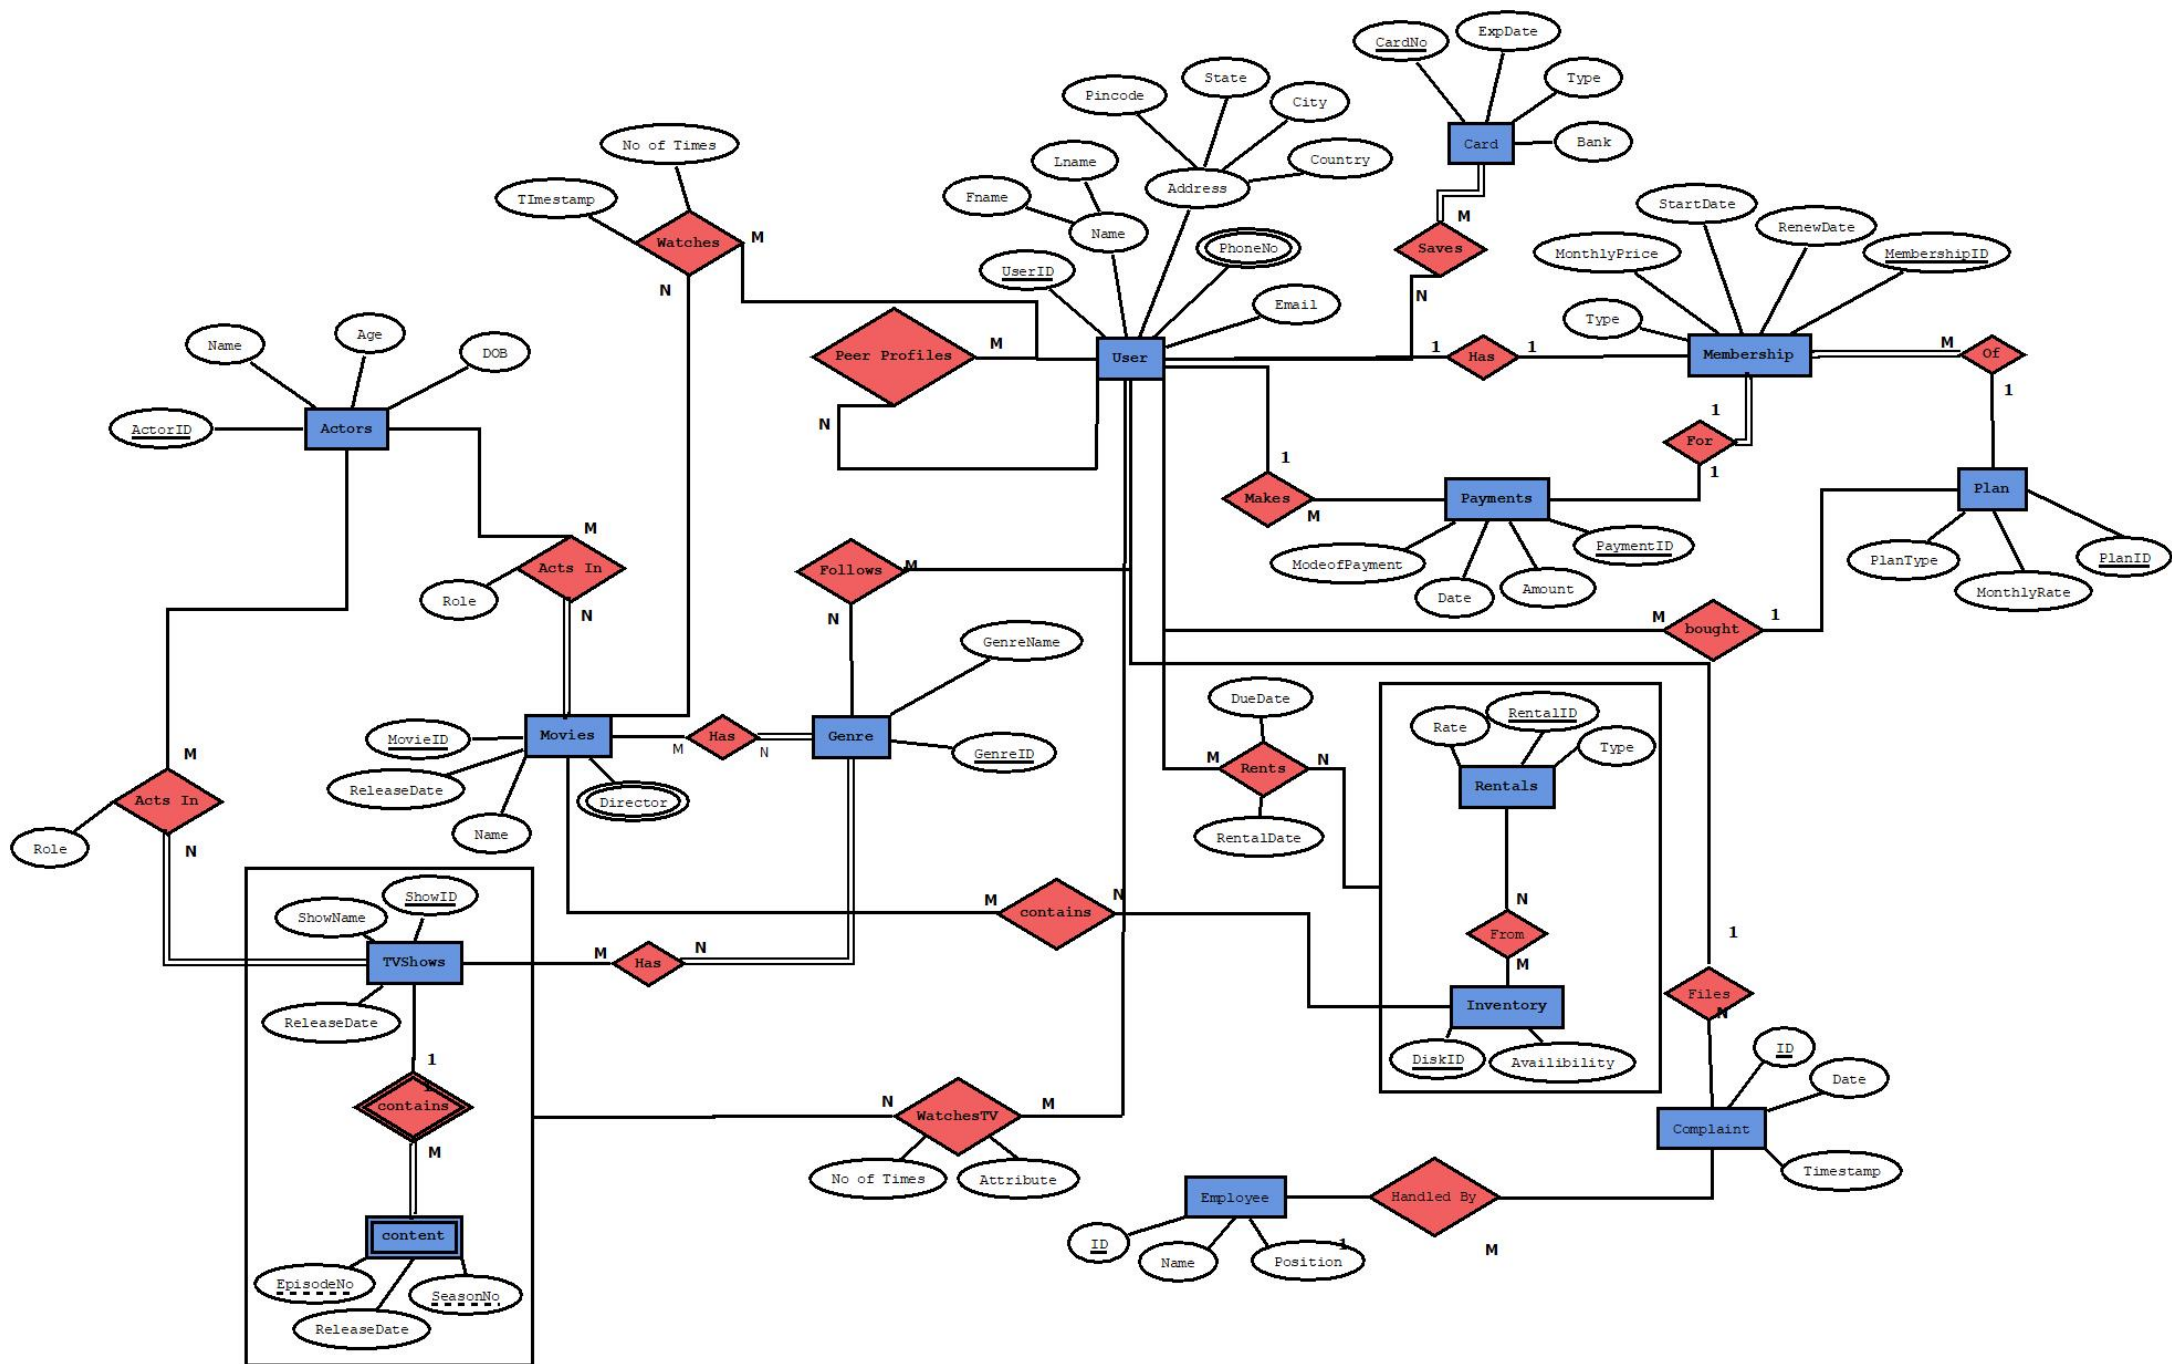 CardNo
ExpDate
Type
Bank
Card
State
Pincode
City
Country
Address
No of Times
TImestamp
Watches
M
N
Lname
Fname
Name
UserID
PhoneNo
Email
User
M
Saves
N
StartDate
RenewDate
MonthlyPrice
MembershipID
Type
Membership
M
Of
1
1
Has
1
Peer Profiles
M
N
Name
Age
DOB
ActorID
Actors
1
For
1
1
Makes
M
Payments
ModeofPayment
PaymentID
Date
Amount
Plan
PlanType
PlanID
MonthlyRate
M
bought
1
M
Acts In
Role
N
Follows
M
N
GenreName
Genre
GenreID
M
Has
N
Movies
MovieID
ReleaseDate
Director
Name
M
Acts In
Role
N
DueDate
M
Rents
N
RentalDate
Rate
RentalID
Type
Rentals
N
From
M
Inventory
DiskID
Availibility
M
contains
N
ShowID
ShowName
TVShows
ReleaseDate
M
Has
N
1
1
contains
M
content
EpisodeNo
SeasonNo
ReleaseDate
N
WatchesTV
M
No of Times
Attribute
1
Files
N
ID
Date
Complaint
Timestamp
Employee
Handled By
ID
Name
Position
1
M